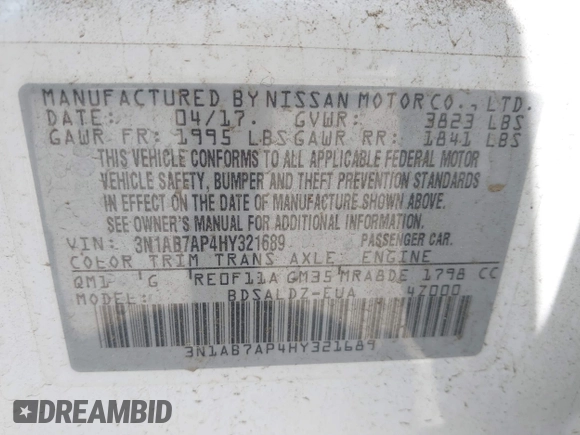 MANUFACTURED BY NISSAN MOTOR CO., LTD.
DATE: 04/17. GVWR: 3823 LBS
GAWR FR: 1995 LBS GAWR RR: 1841 LBS
THIS VEHICLE CONFORMS TO ALL APPLICABLE FEDERAL MOTOR
VEHICLE SAFETY, BUMPER AND THEFT PREVENTION STANDARDS
IN EFFECT ON THE DATE OF MANUFACTURE SHOWN ABOVE.
SEE OWNER'S MANUAL FOR ADDITIONAL INFORMATION.
VIN: 3N1AB7AP4HY321689 PASSENGER CAR.
COLOR TRIM TRANS AXLE: ENGINE
QM1 G RE0F11A GM35 MRA8DE 1798 CC
MODEL: BDSALDZ-EUA 4Z000
3N1AB7AP4HY321689
DREAMBID